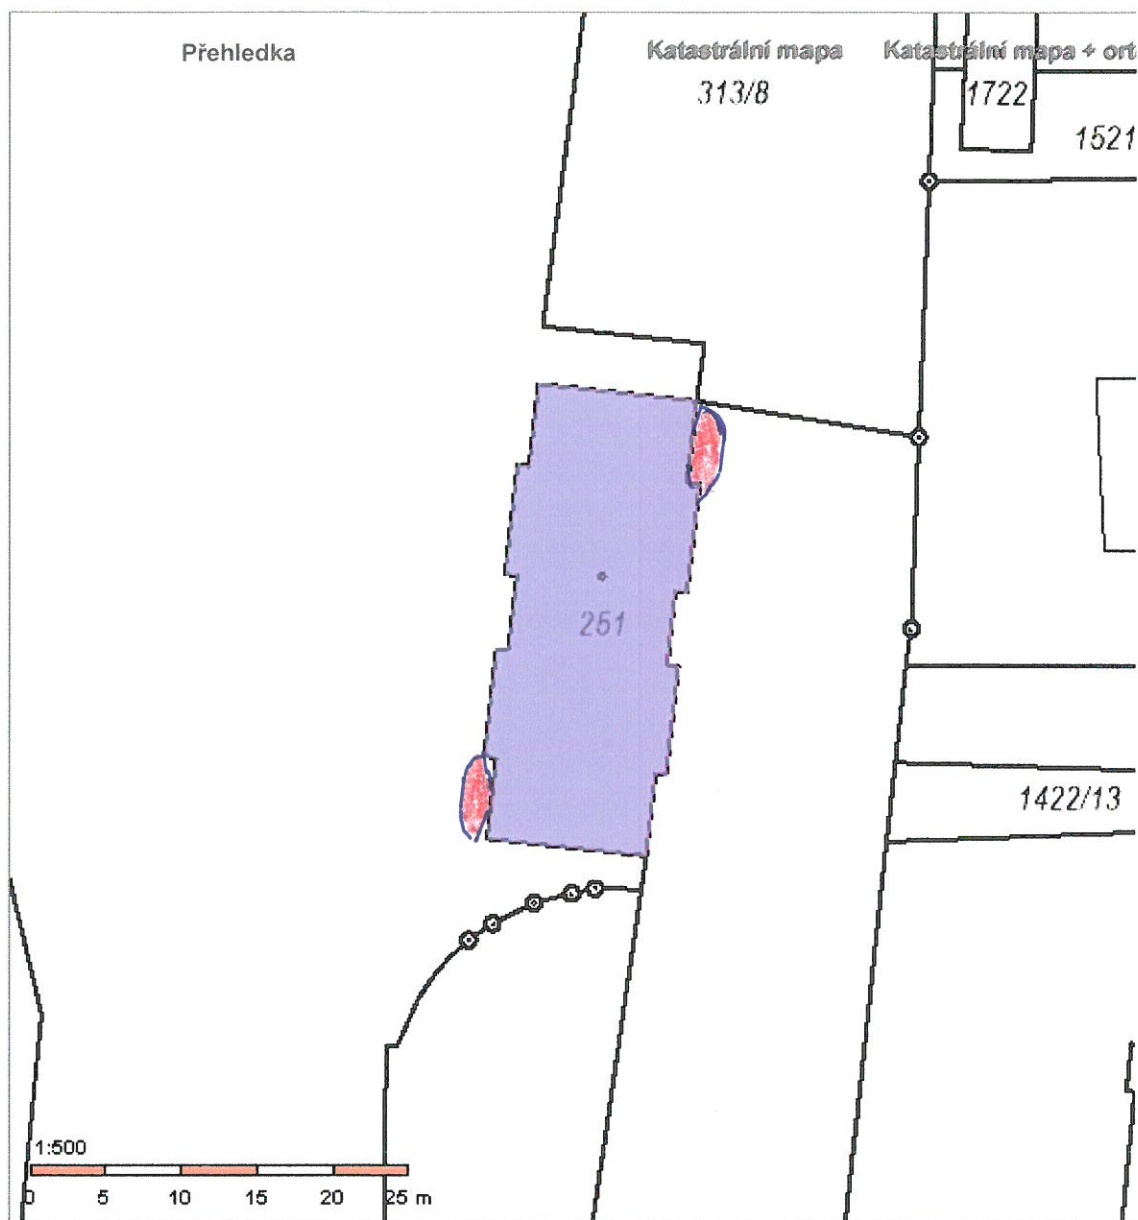 Přehledka Katastrální mapa Katastrální mapa + ort
313/8 1722
1521
251
1422/13
1:500
0 5 10 15 20 25 m